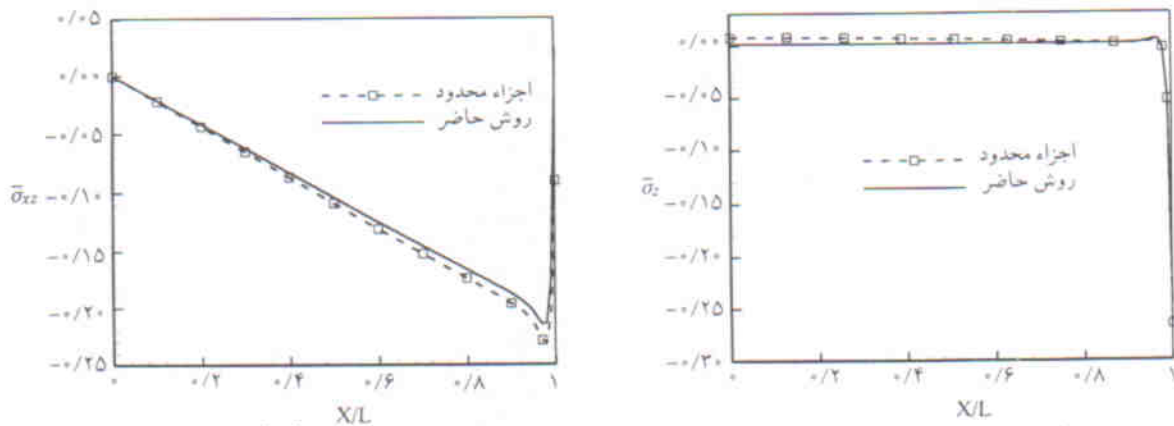 ۰/۰۵
۰/۰۰
-۰/۰۵
-۰/۱۰
-۰/۱۵
-۰/۲۰
-۰/۲۵
σ̅xz
اجزاء محدود
روش حاضر
۰ ۰/۲ ۰/۴ ۰/۶ ۰/۸ ۱
X/L
۰/۰۰
-۰/۰۵
-۰/۱۰
-۰/۱۵
-۰/۲۰
-۰/۲۵
-۰/۳۰
σ̅z
اجزاء محدود
روش حاضر
۰ ۰/۲ ۰/۴ ۰/۶ ۰/۸ ۱
X/L